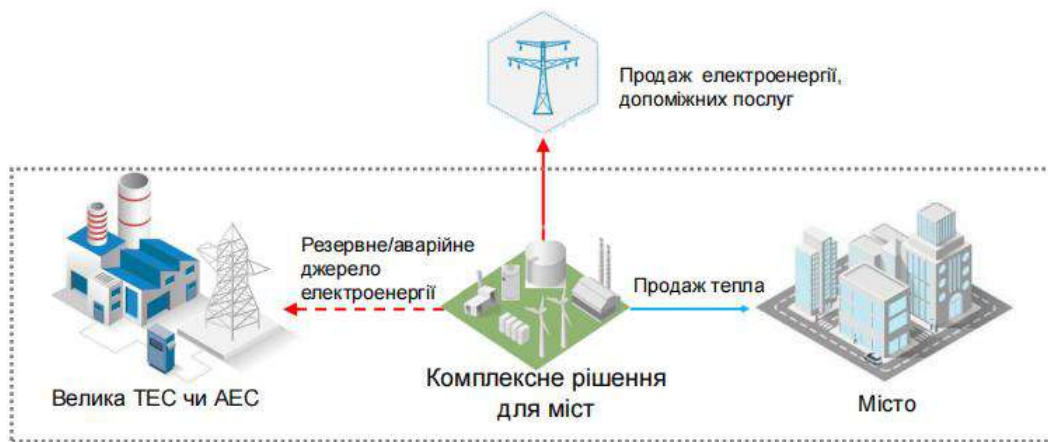 Продаж електроенергії,
допоміжних послуг
Резервне/аварійне
джерело
електроенергії
Продаж тепла
Велика ТЕС чи АЕС
Комплексне рішення
для міст
Місто